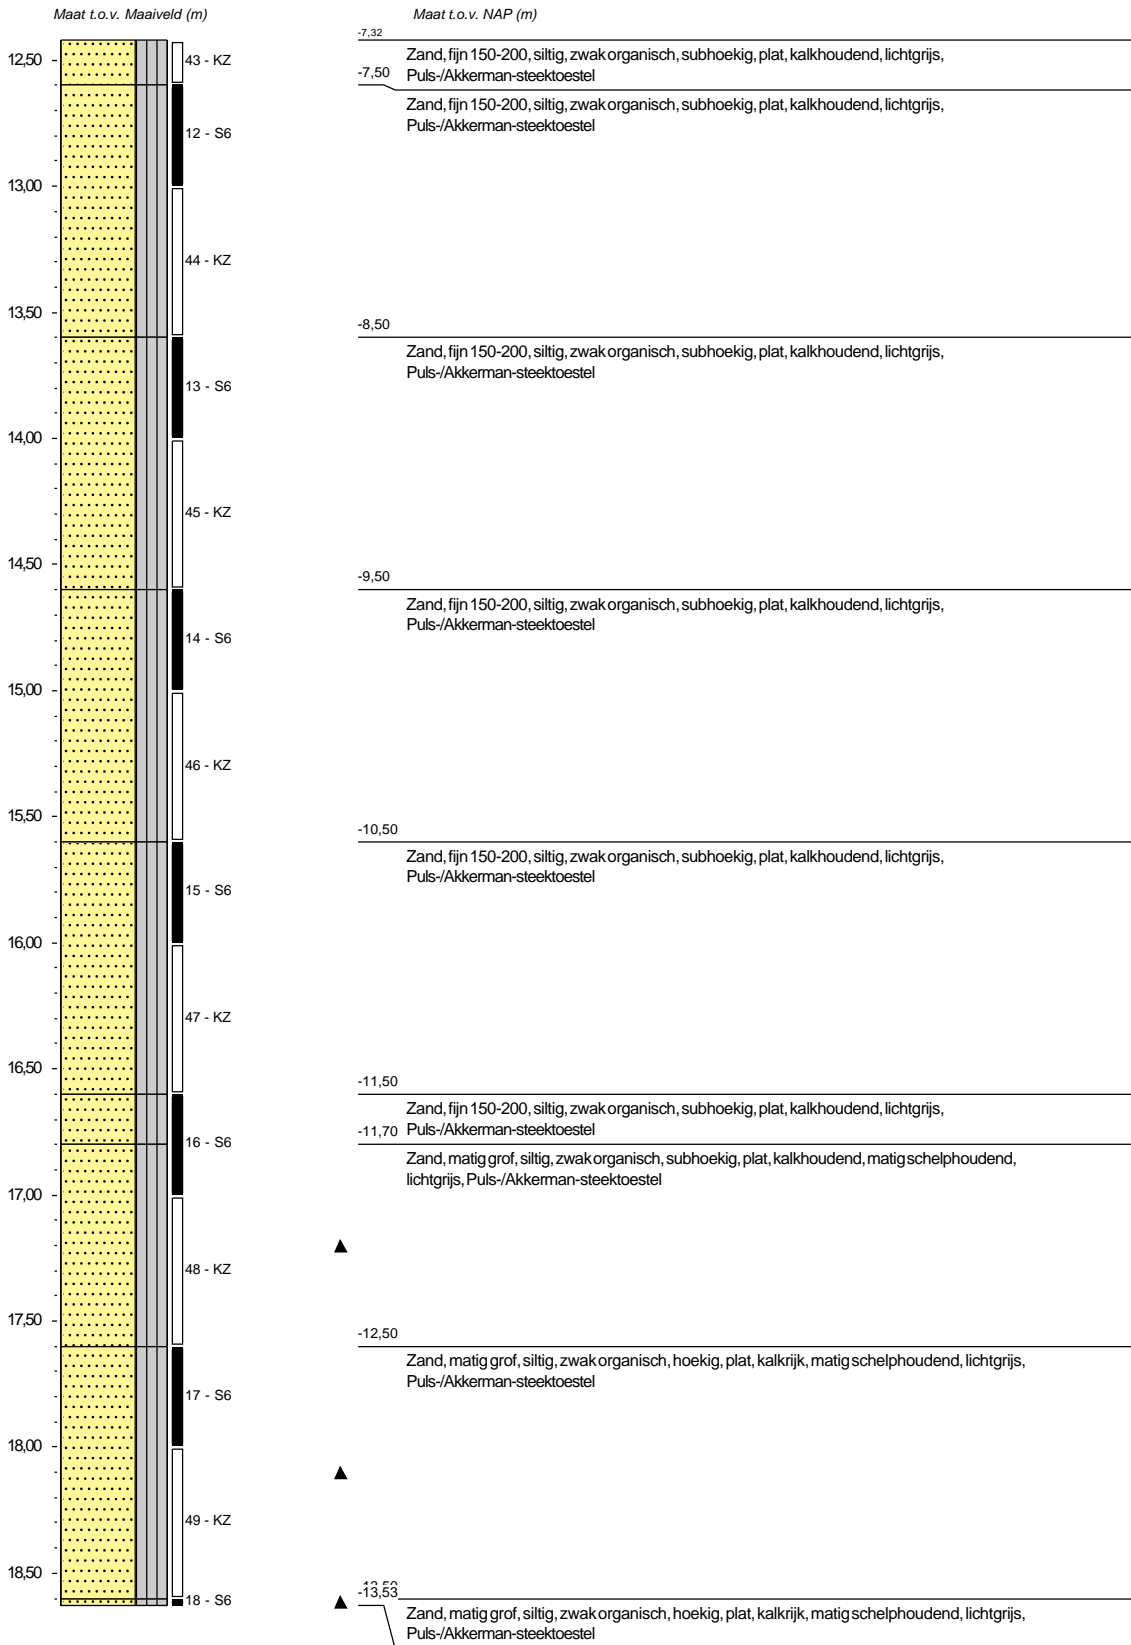 Maat t.o.v. Maaiveld (m) Maat t.o.v. NAP (m)
-7,32
12,50 43 - KZ Zand, fijn 150-200, siltig, zwak organisch, subhoekig, plat, kalkhoudend, lichtgrijs,
-7,50 Puls-/Akkerman-steektoestel
Zand, fijn 150-200, siltig, zwak organisch, subhoekig, plat, kalkhoudend, lichtgrijs,
12 - S6 Puls-/Akkerman-steektoestel
13,00
44 - KZ
13,50
-8,50
Zand, fijn 150-200, siltig, zwak organisch, subhoekig, plat, kalkhoudend, lichtgrijs,
13 - S6 Puls-/Akkerman-steektoestel
14,00
45 - KZ
14,50
-9,50
Zand, fijn 150-200, siltig, zwak organisch, subhoekig, plat, kalkhoudend, lichtgrijs,
14 - S6 Puls-/Akkerman-steektoestel
15,00
46 - KZ
15,50
-10,50
Zand, fijn 150-200, siltig, zwak organisch, subhoekig, plat, kalkhoudend, lichtgrijs,
15 - S6 Puls-/Akkerman-steektoestel
16,00
47 - KZ
16,50
-11,50
Zand, fijn 150-200, siltig, zwak organisch, subhoekig, plat, kalkhoudend, lichtgrijs,
16 - S6 -11,70 Puls-/Akkerman-steektoestel
Zand, matig grof, siltig, zwak organisch, subhoekig, plat, kalkhoudend, matig schelphoudend,
lichtgrijs, Puls-/Akkerman-steektoestel
17,00
48 - KZ
17,50
-12,50
Zand, matig grof, siltig, zwak organisch, hoekig, plat, kalkrijk, matig schelphoudend, lichtgrijs,
17 - S6 Puls-/Akkerman-steektoestel
18,00
49 - KZ
18,50
-13,53
18 - S6
Zand, matig grof, siltig, zwak organisch, hoekig, plat, kalkrijk, matig schelphoudend, lichtgrijs,
Puls-/Akkerman-steektoestel